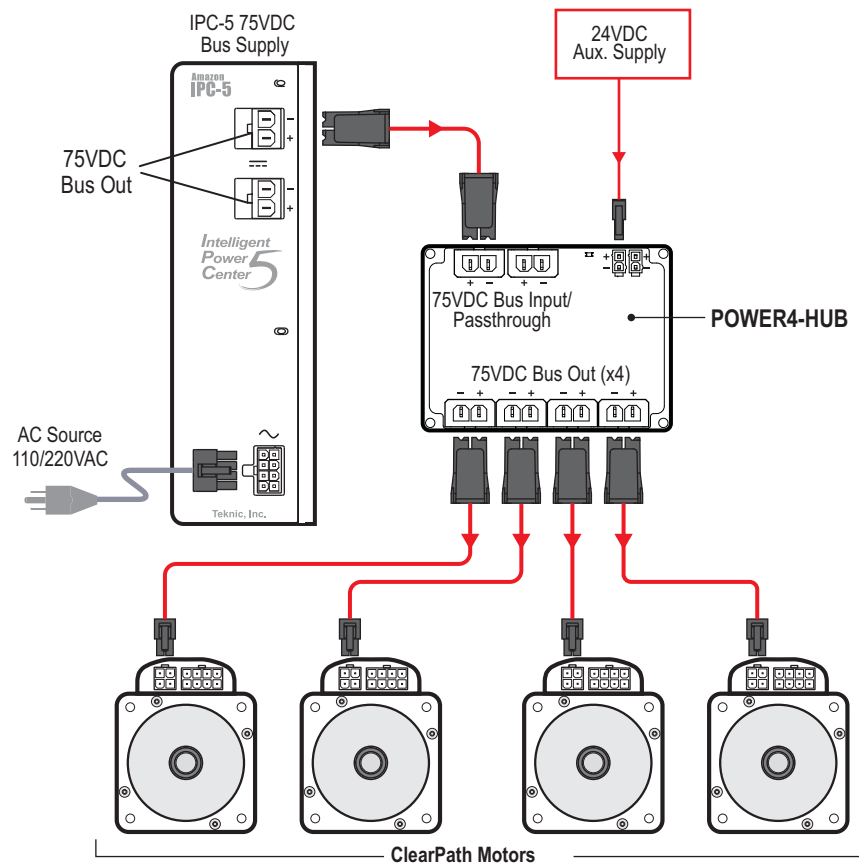 IPC-5 75VDC
Bus Supply
24VDC
Aux. Supply
Amazon
IPC-5
- 
+
75VDC
Bus Out
-
+
Intelligent
Power
Center 5
+ -
+ -
+ +
- -
75VDC Bus Input/
Passthrough
POWER4-HUB
75VDC Bus Out (x4)
- + - + - + - +
AC Source
110/220VAC
Teknic, Inc.
ClearPath Motors